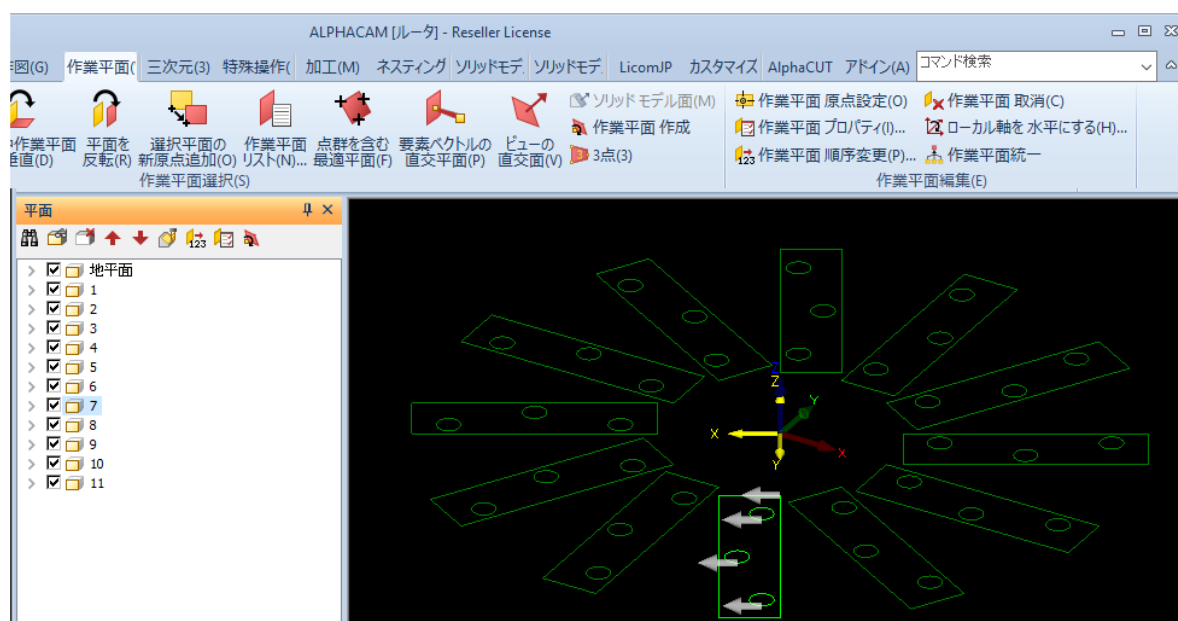 ALPHACAM [ルータ] - Reseller License
図(G) 作業平面( 三次元(3) 特殊操作( 加工(M) ネスティング ソリッドモデ. ソリッドモデ. LicomJP カスタマイズ AlphaCUT アドイン(A) コマンド検索
作業平面 垂直(D)
平面を 反転(R)
選択平面の 新原点追加(O)
作業平面 リスト(N)...
点群を含む 最適平面(F)
要素ベクトルの 直交平面(P)
ビューの 直交面(V)
ソリッド モデル面(M)
作業平面 作成
3点(3)
作業平面選択(S)
作業平面 原点設定(O)
作業平面 プロパティ(I)...
作業平面 順序変更(P)...
作業平面 取消(C)
ローカル軸を 水平にする(H)...
作業平面統一
作業平面編集(E)
平面
123
地平面
1
2
3
4
5
6
7
8
9
10
11
Z
Z
Y
X
X
Y